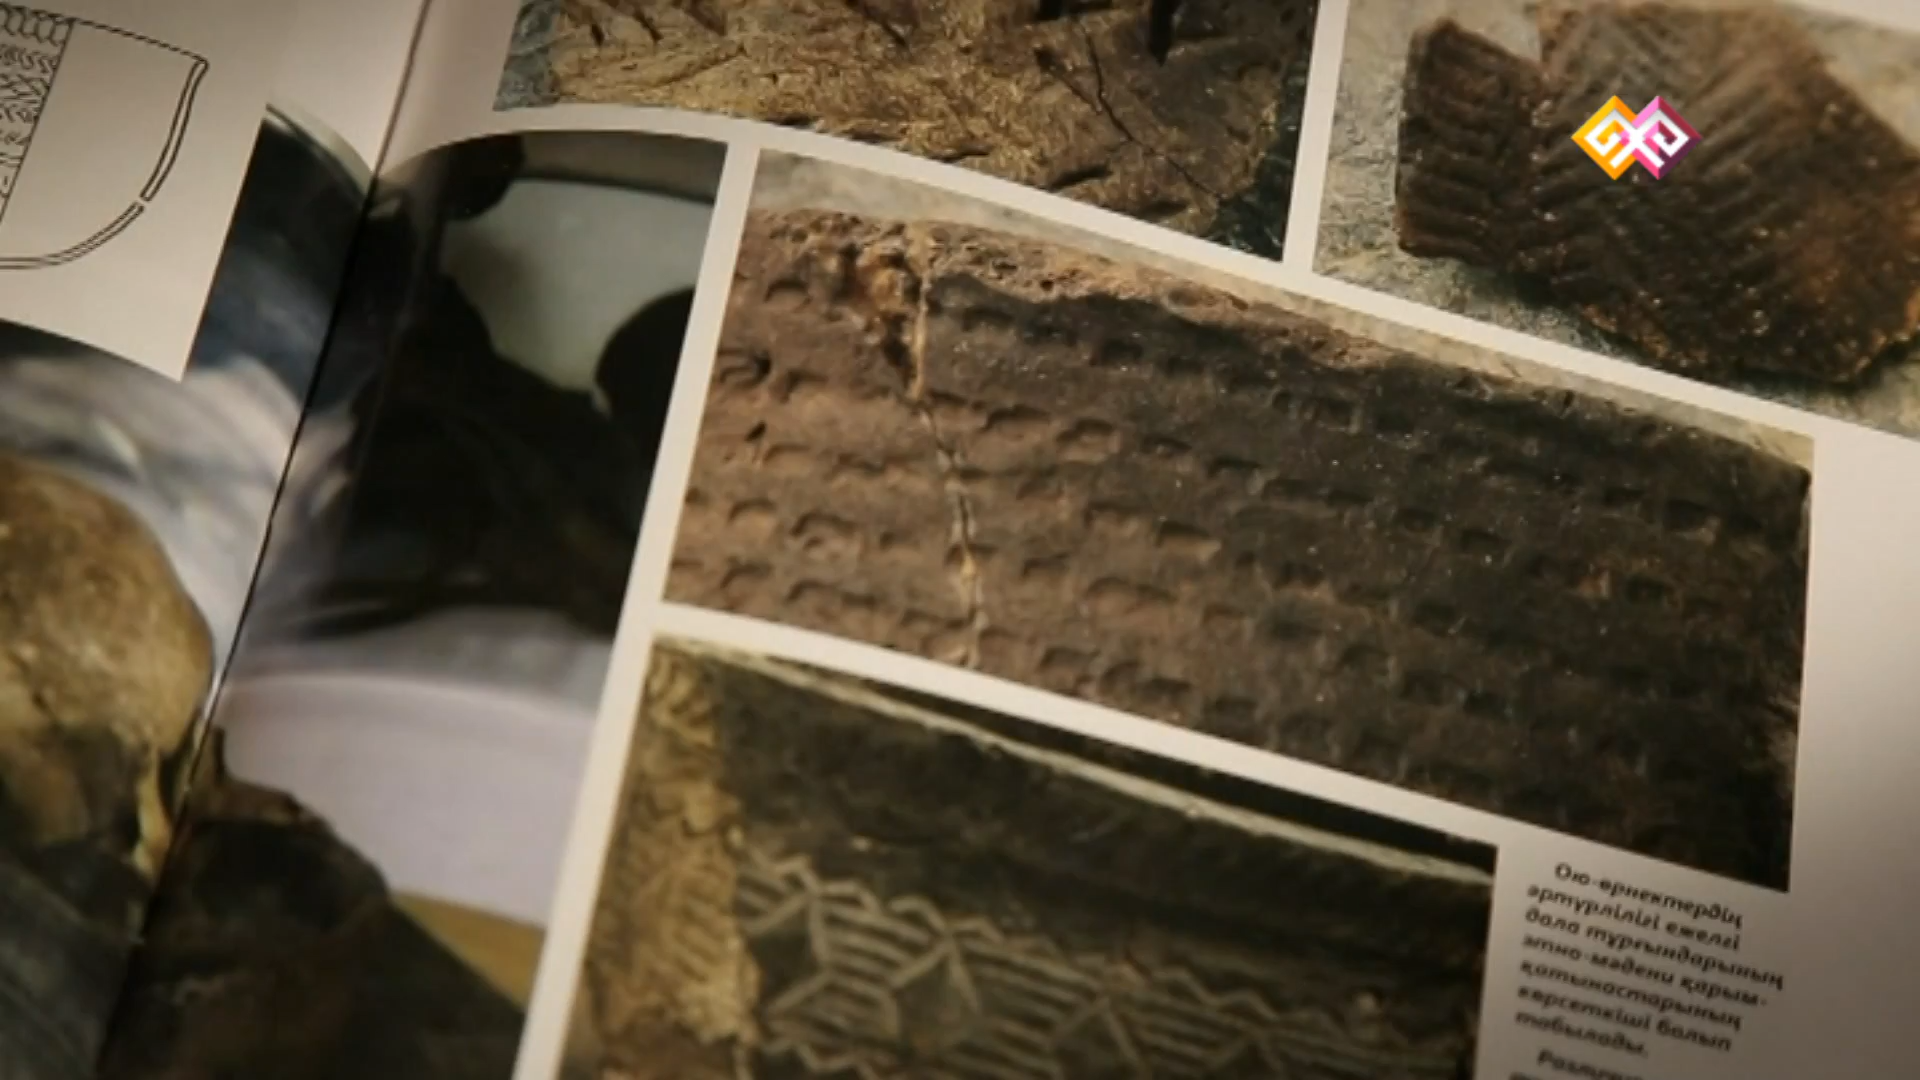 Ою-өрнектердің
әртүрлілігі ежелгі
дала тұрғындарының
этно-мәдени қарым-
қатынастарының
көрсеткіші болып
табылады.